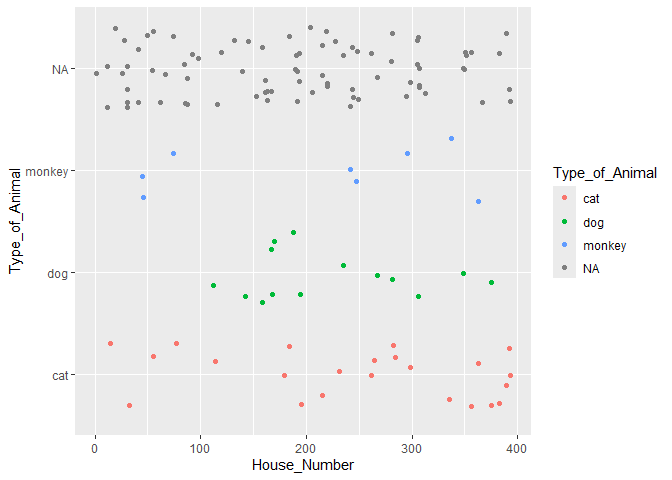 NA
monkey
dog
cat
Type_of_Animal
0
100
200
300
400
House_Number
Type_of_Animal
cat
dog
monkey
NA